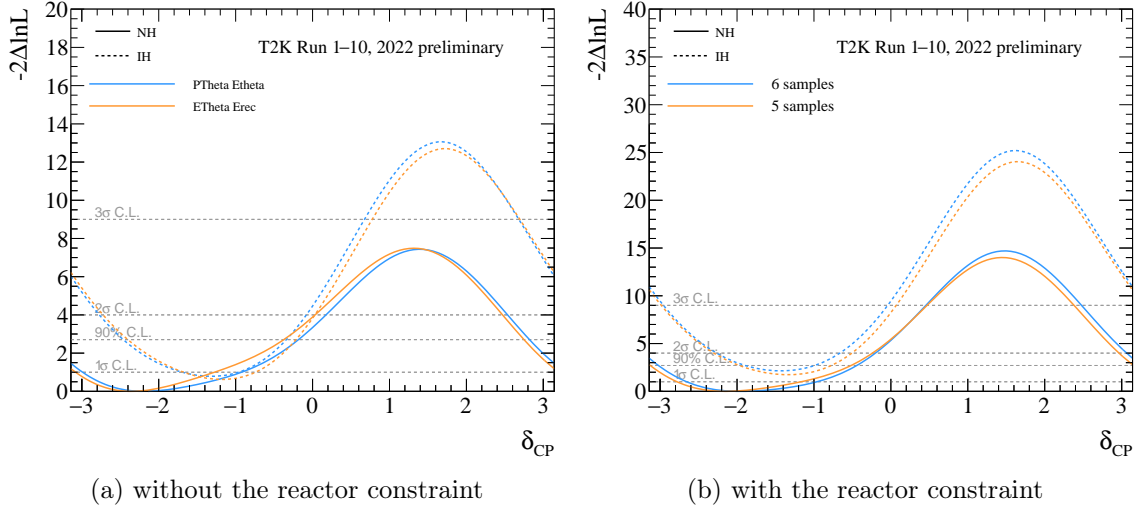 -2ΔlnL
20
18
16
14
12
10
8
6
4
2
0
NH
IH
T2K Run 1–10, 2022 preliminary
PTheta Etheta
ETheta Erec
3σ C.L.
2σ C.L.
90% C.L.
1σ C.L.
−3 −2 −1 0 1 2 3
δCP
(a) without the reactor constraint
-2ΔlnL
40
35
30
25
20
15
10
5
0
NH
IH
T2K Run 1–10, 2022 preliminary
6 samples
5 samples
3σ C.L.
2σ C.L.
90% C.L.
1σ C.L.
−3 −2 −1 0 1 2 3
δCP
(b) with the reactor constraint